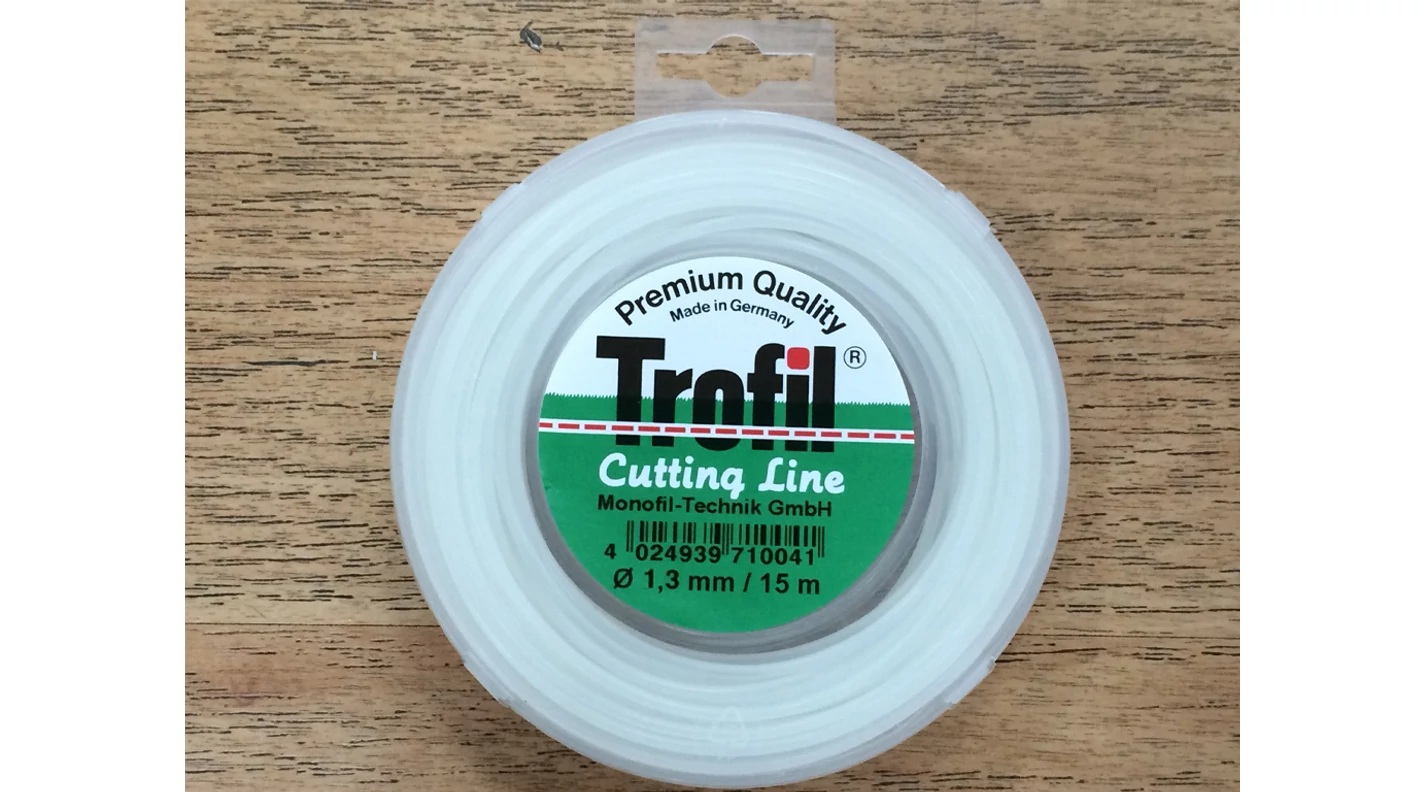 Premium Quality
Made in Germany
Trofil®
Cutting Line
Monofil-Technik GmbH
4 024939 710041
Ø 1,3 mm / 15 m